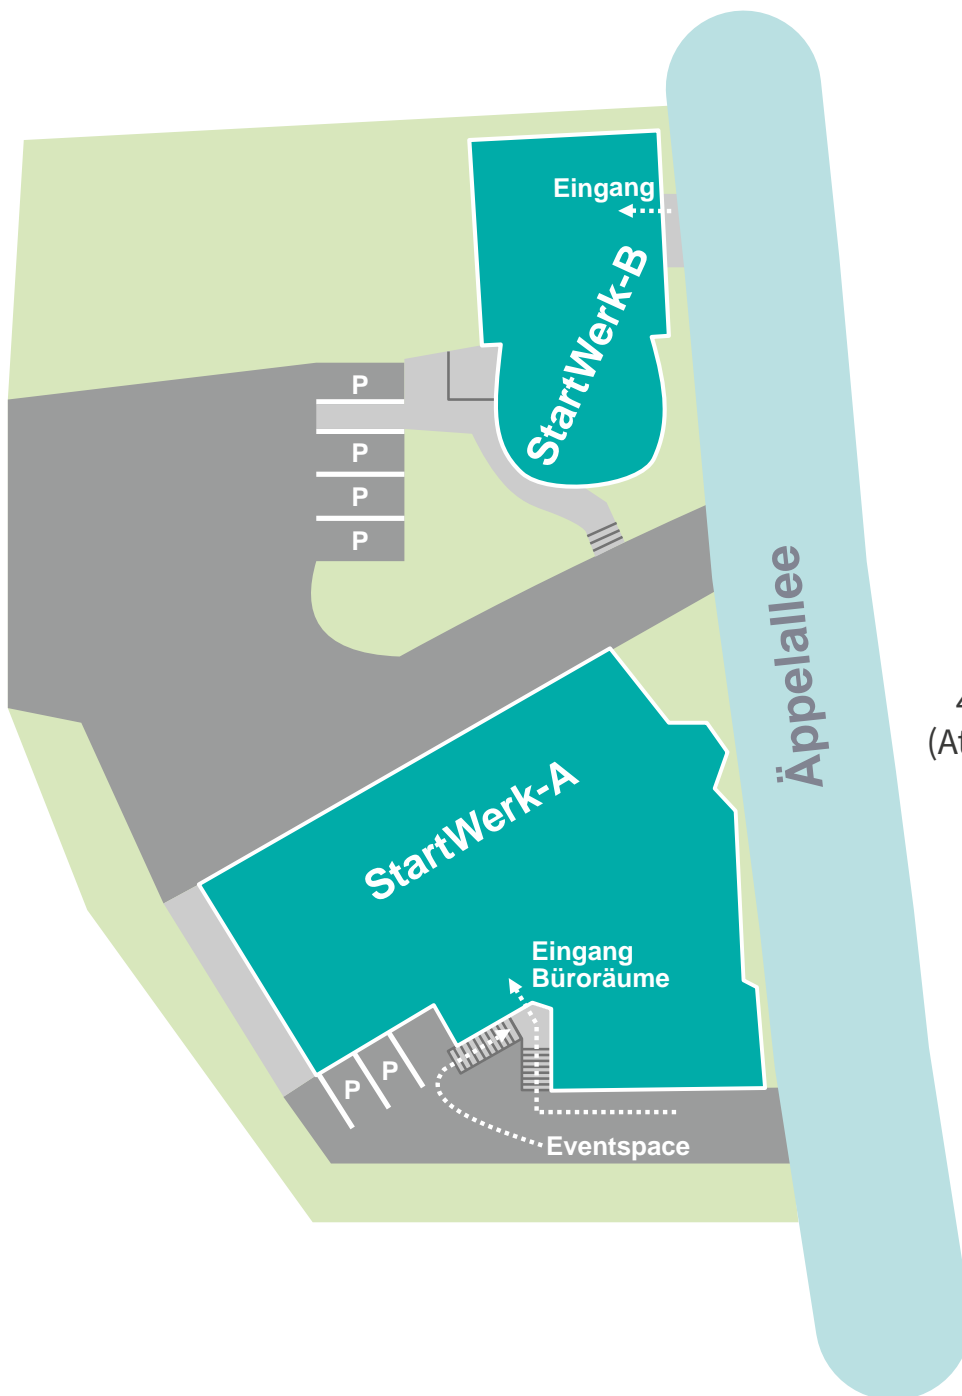 Eingang
StartWerk-B
P
P
P
P
Äppelallee
StartWerk-A
Eingang
Büroräume
P
P
Eventspace